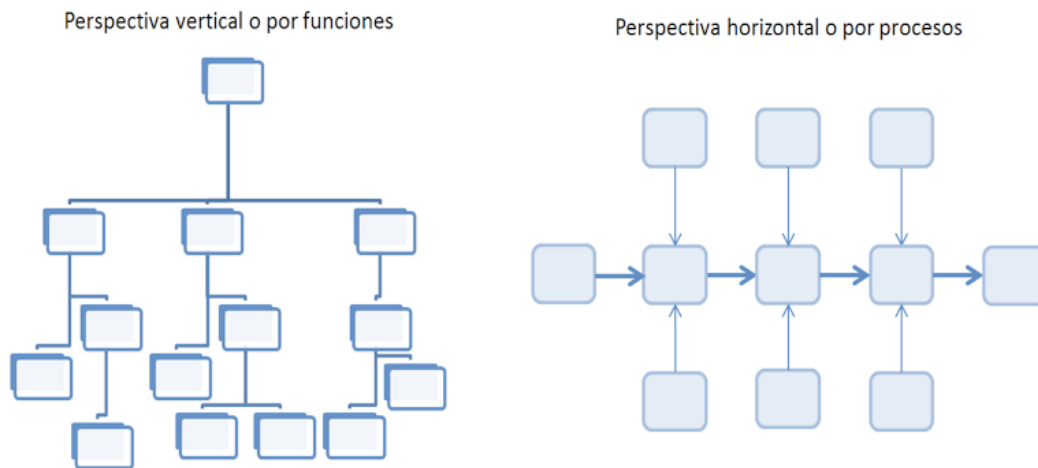 Perspectiva vertical o por funciones
Perspectiva horizontal o por procesos